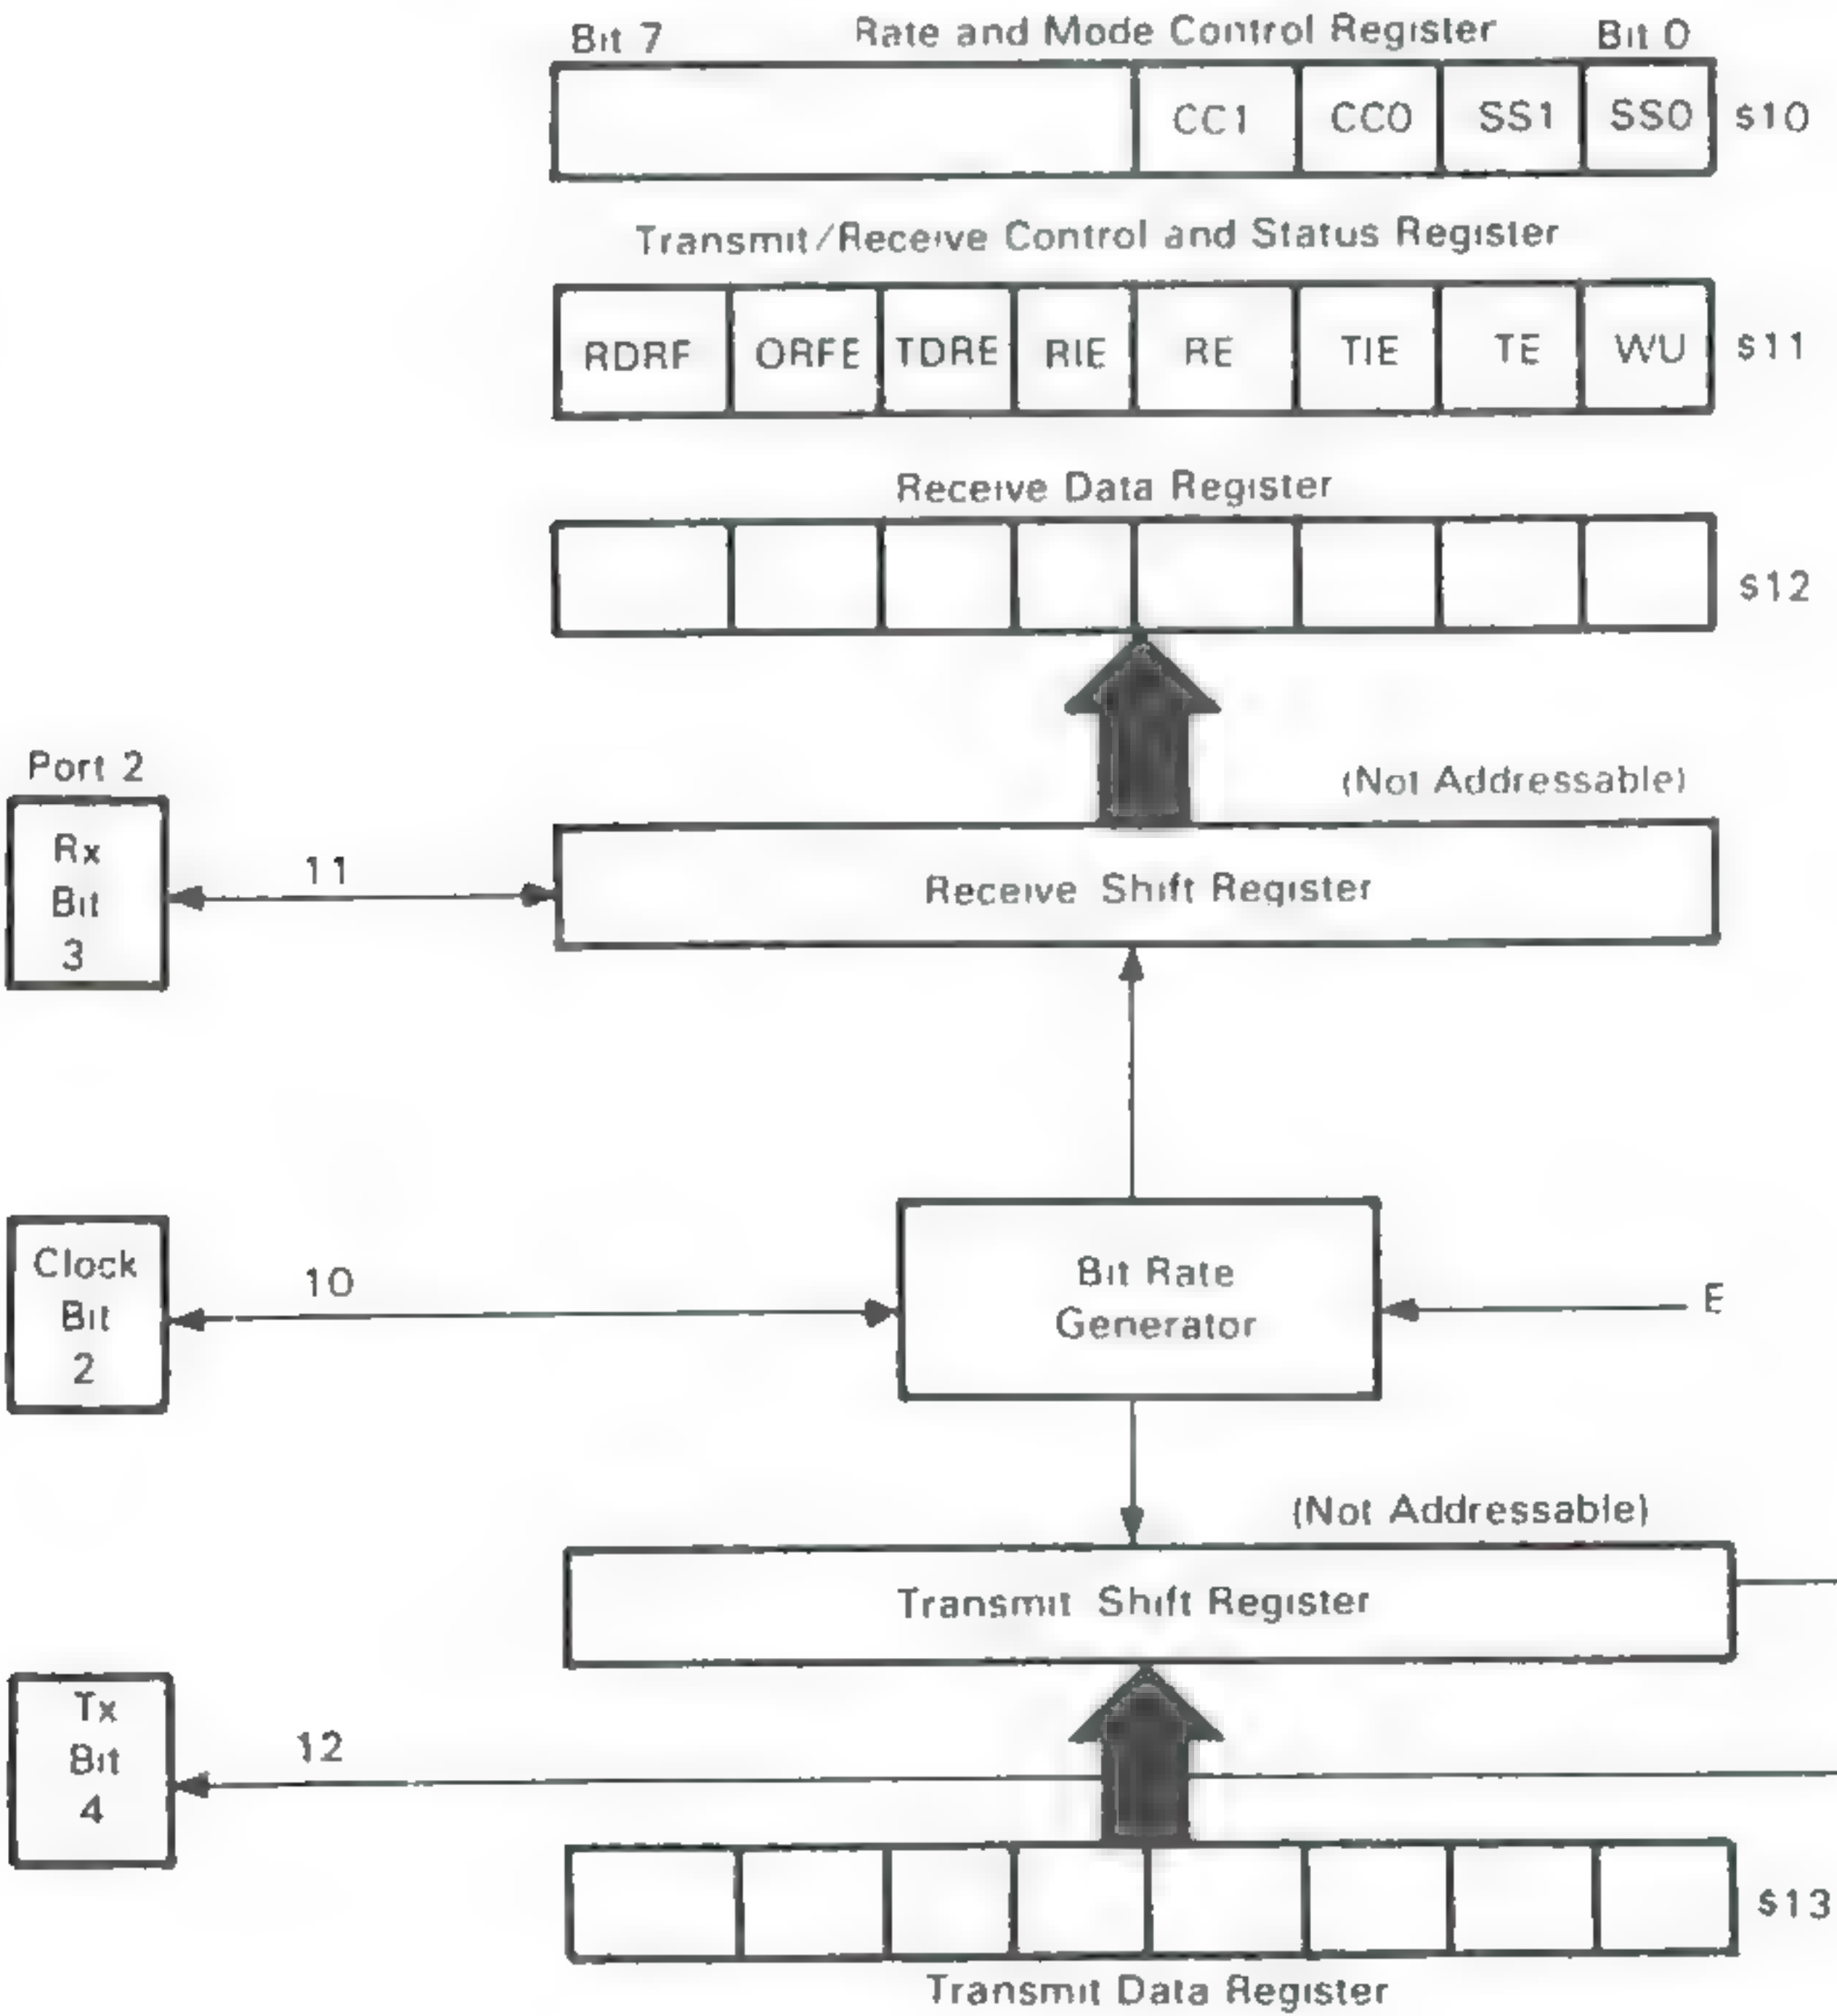 Bit 7
Rate and Mode Control Register
Bit 0
CC1 CC0 SS1 SS0 $10
Transmit/Receive Control and Status Register
RDRF ORFE TDRE RIE RE TIE TE WU $11
Receive Data Register
$12
Port 2
(Not Addressable)
Rx
Bit
3
11
Receive Shift Register
Clock
Bit
2
10
Bit Rate
Generator
E
(Not Addressable)
Transmit Shift Register
Tx
Bit
4
12
$13
Transmit Data Register